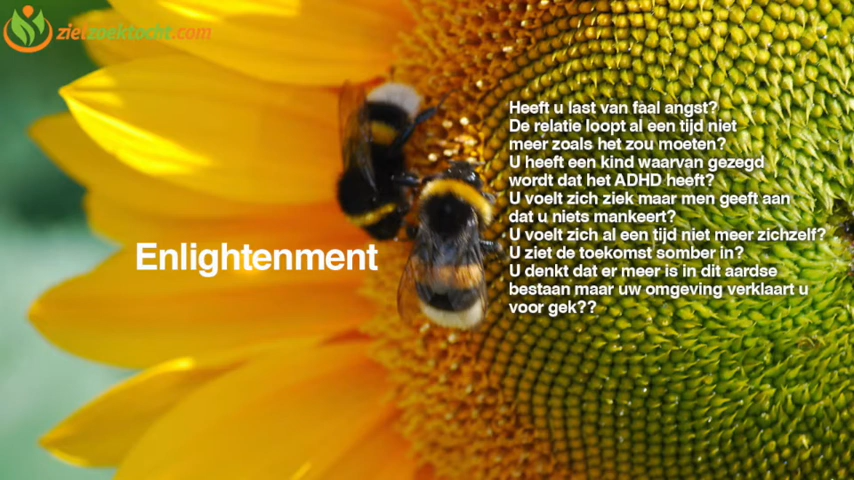 zielzoektocht.com
Heeft u last van faal angst?
De relatie loopt al een tijd niet
meer zoals het zou moeten?
U heeft een kind waarvan gezegd
wordt dat het ADHD heeft?
U voelt zich ziek maar men geeft aan
dat u niets mankeert?
U voelt zich al een tijd niet meer zichzelf?
U ziet de toekomst somber in?
U denkt dat er meer is in dit aardse
bestaan maar uw omgeving verklaart u
voor gek??
Enlightenment